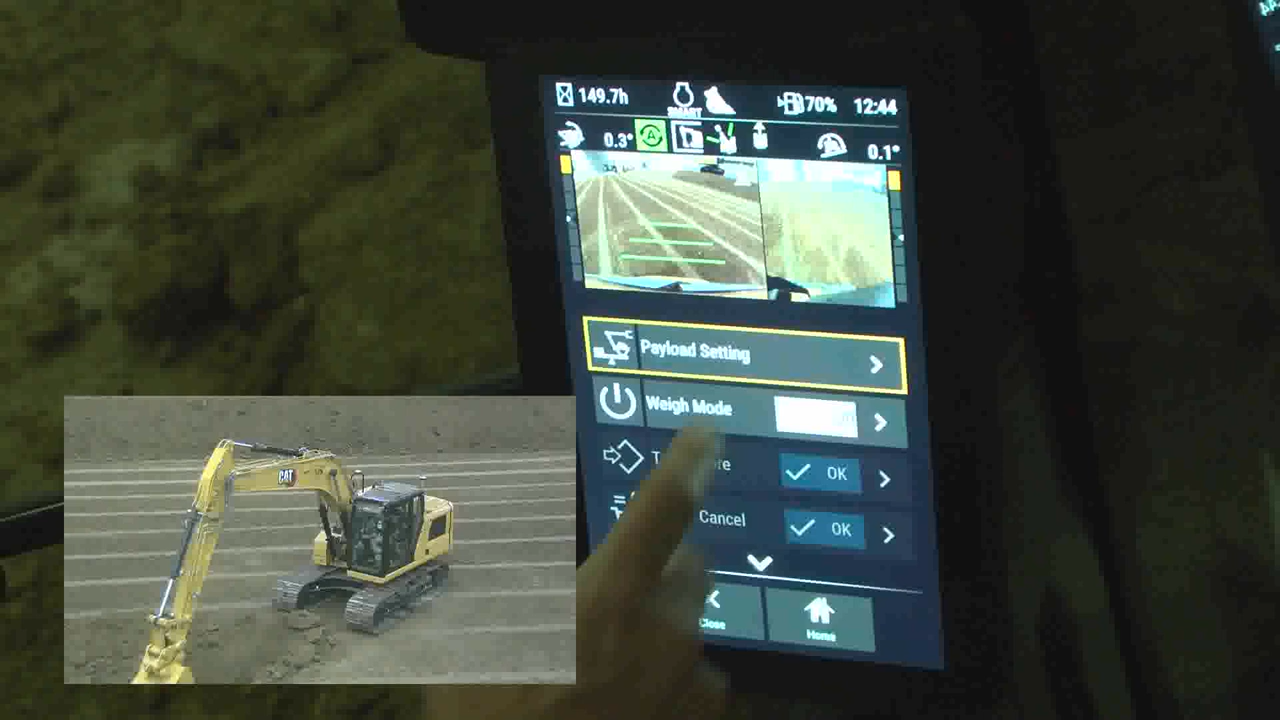 149.7h
SMART
70%
12:44
0.3°
0.1°
Payload Setting
Weigh Mode
OK
Cancel
OK
Close
Home
CAT